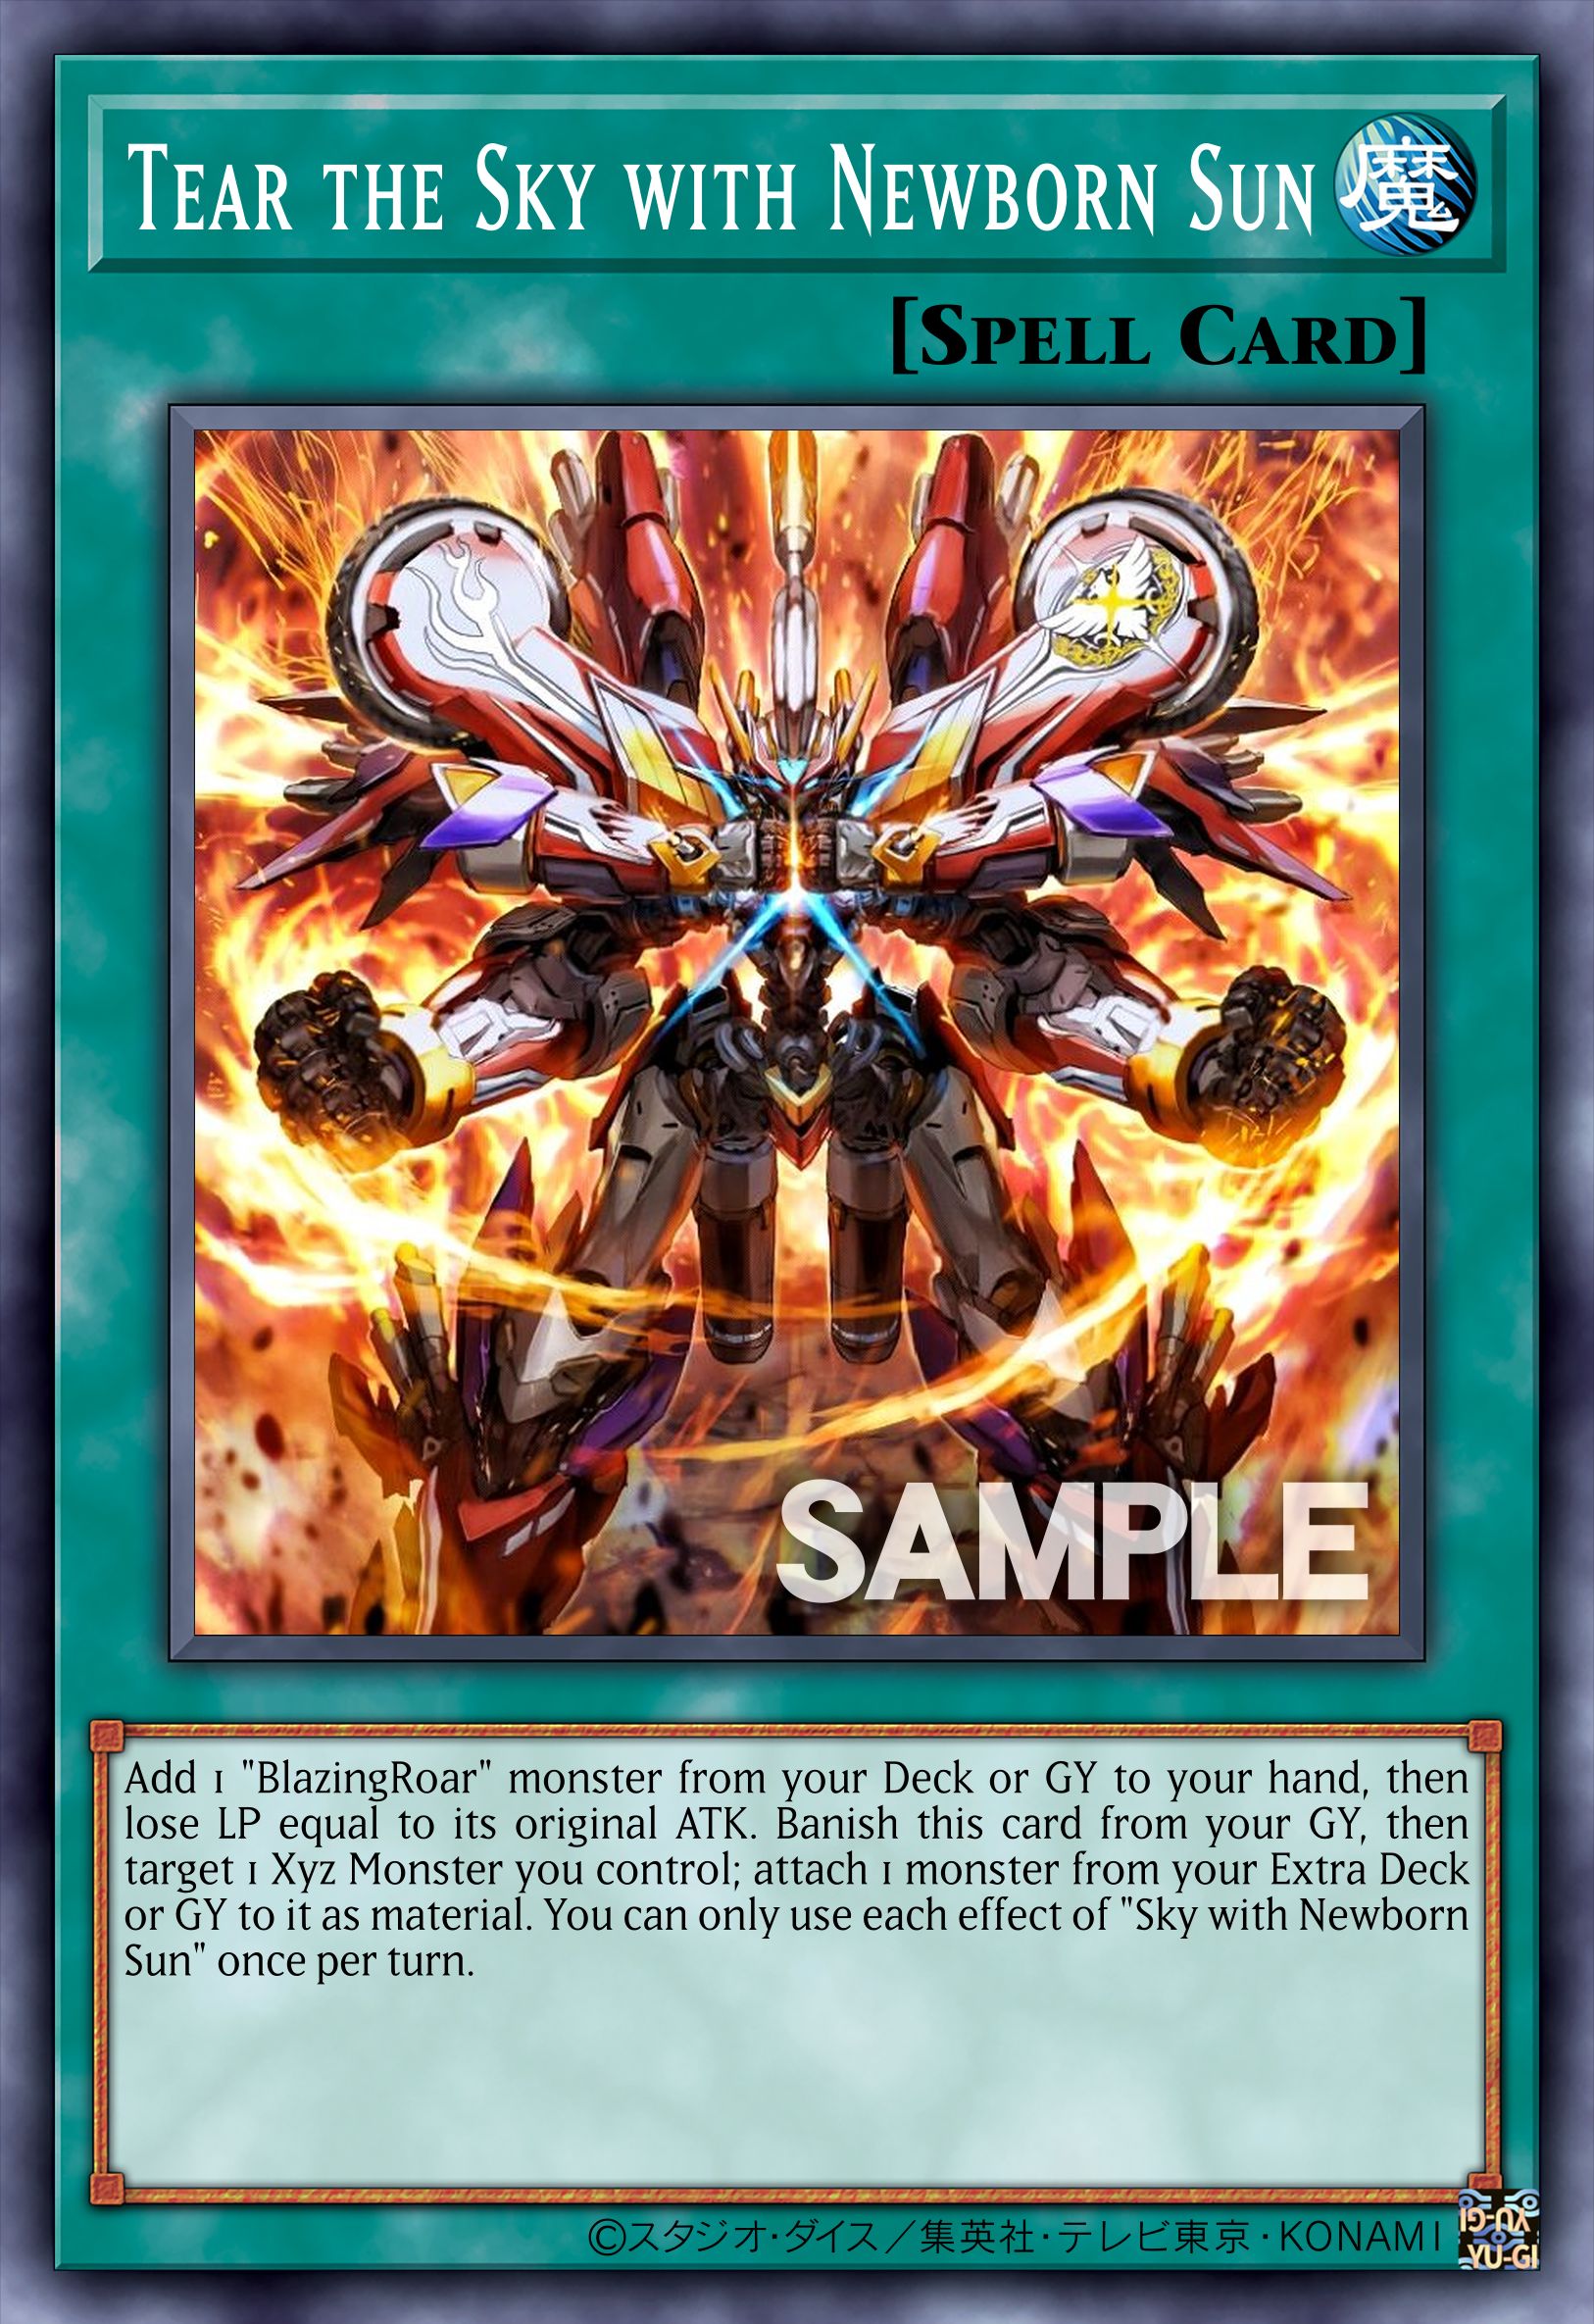 Tear the Sky with Newborn Sun 魔
[Spell Card]
SAMPLE
Add 1 "BlazingRoar" monster from your Deck or GY to your hand, then
lose LP equal to its original ATK. Banish this card from your GY, then
target 1 Xyz Monster you control; attach 1 monster from your Extra Deck
or GY to it as material. You can only use each effect of "Sky with Newborn
Sun" once per turn.
©スタジオ・ダイス／集英社・テレビ東京・KONAMI
YU-GI
YU-GI